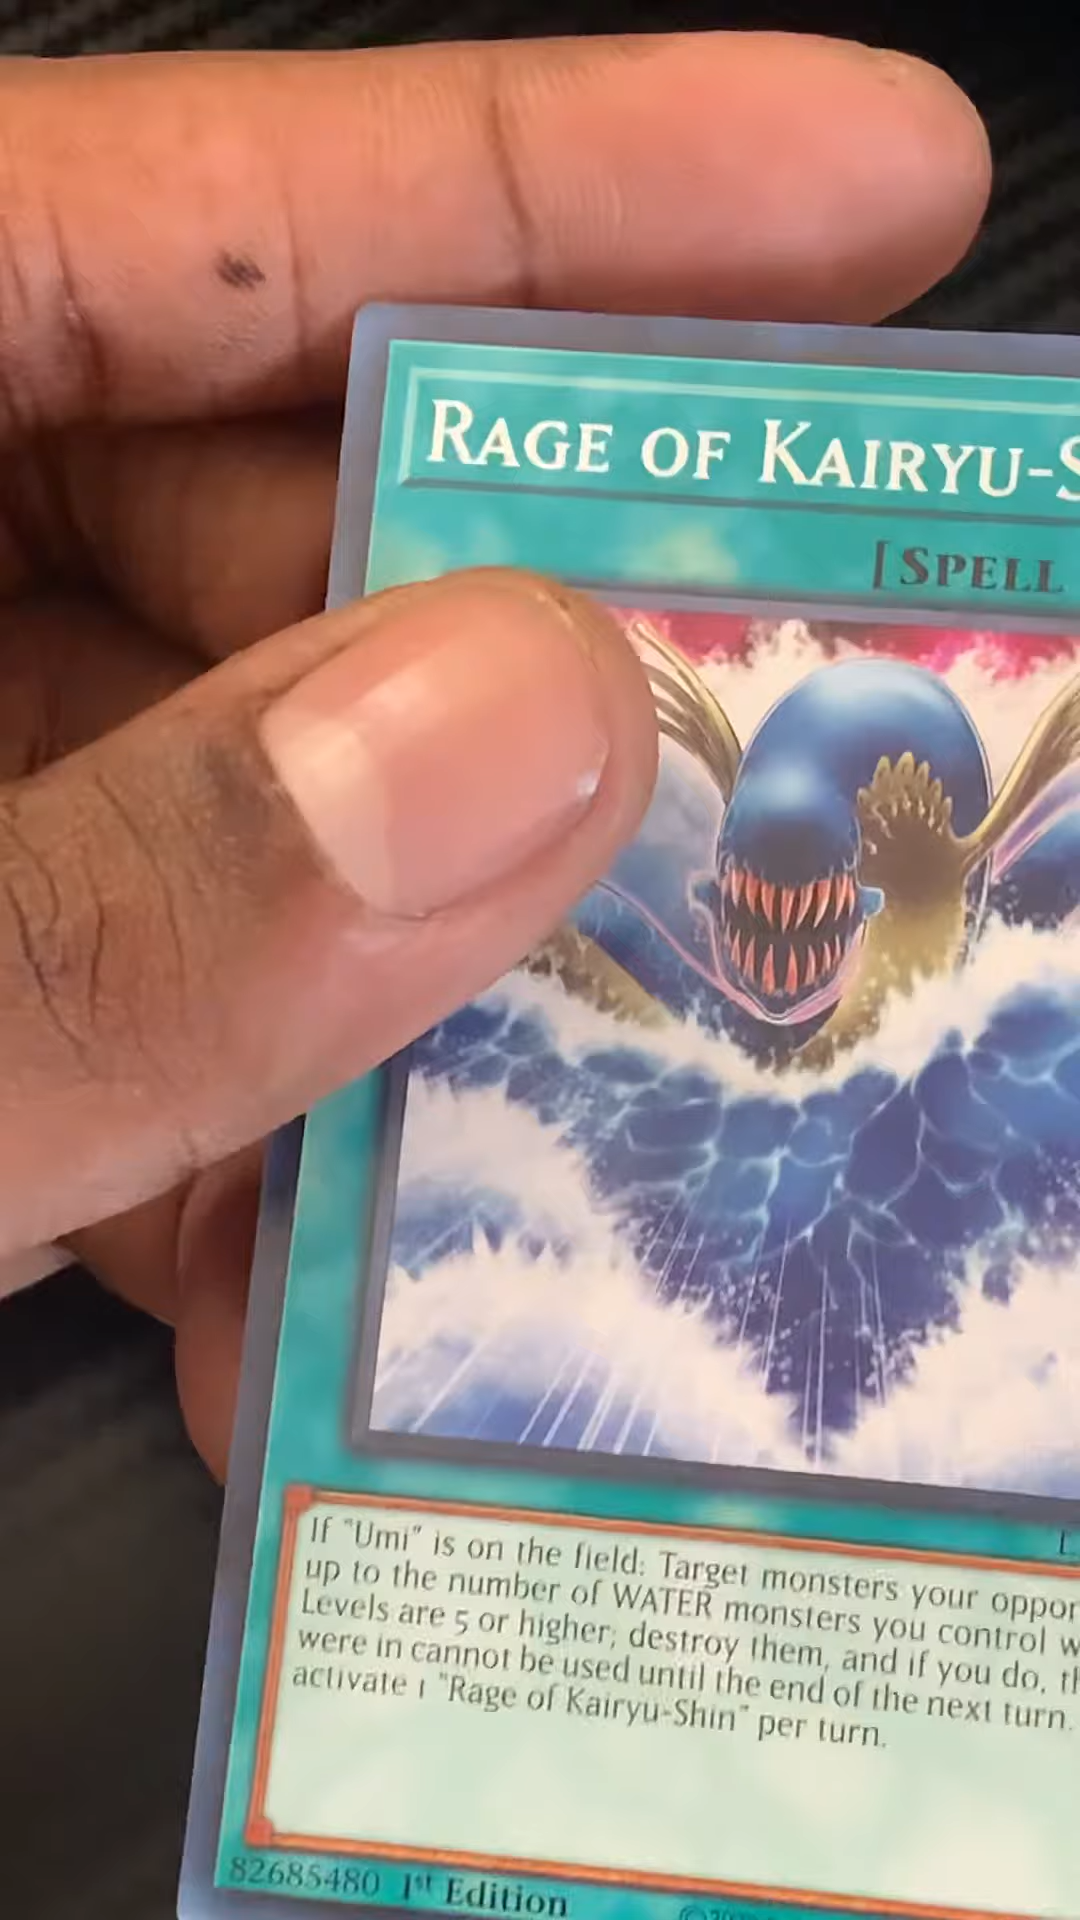 RAGE OF KAIRYU-S
[SPELL
If "Umi" is on the field: Target monsters your oppor
up to the number of WATER monsters you control w
Levels are 5 or higher; destroy them, and if you do, th
were in cannot be used until the end of the next turn.
activate 1 "Rage of Kairyu-Shin" per turn.
82685480 1st Edition